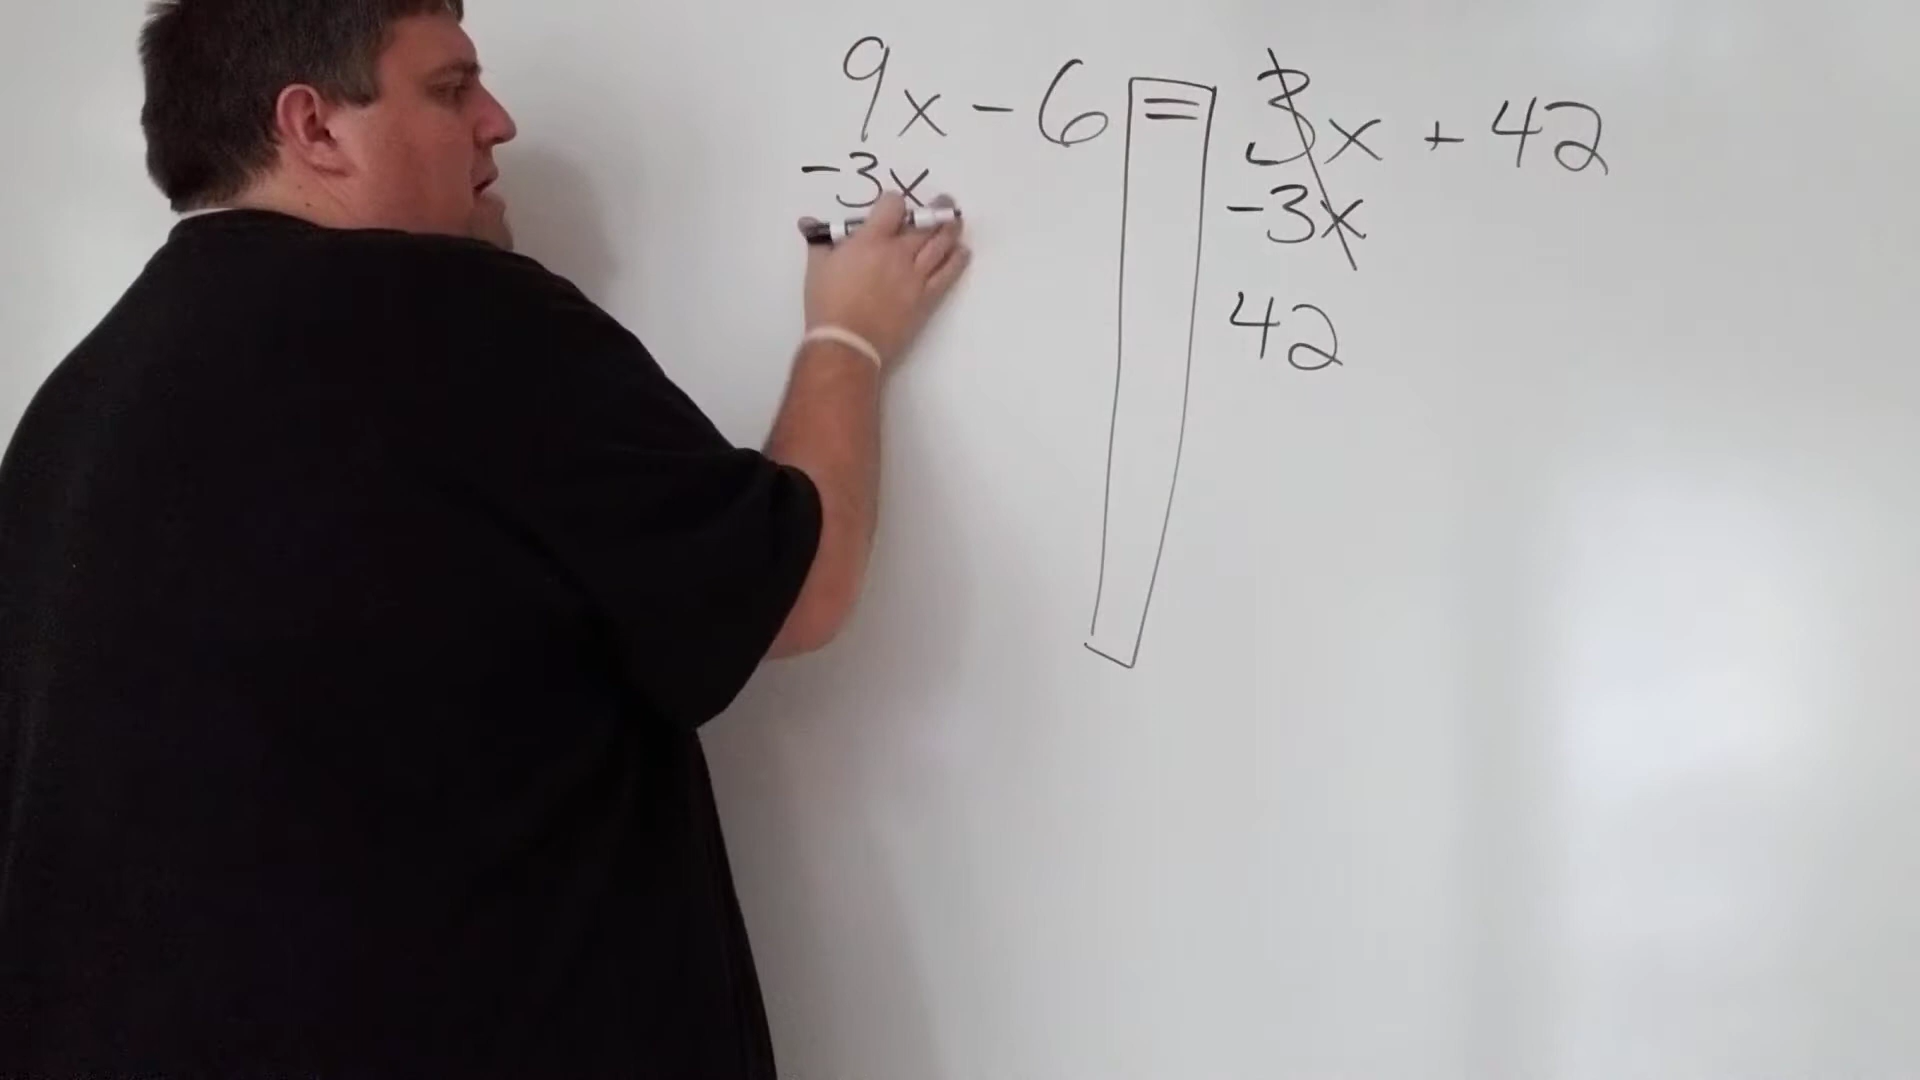 9x - 6 = 3x + 42
-3x -3x
42